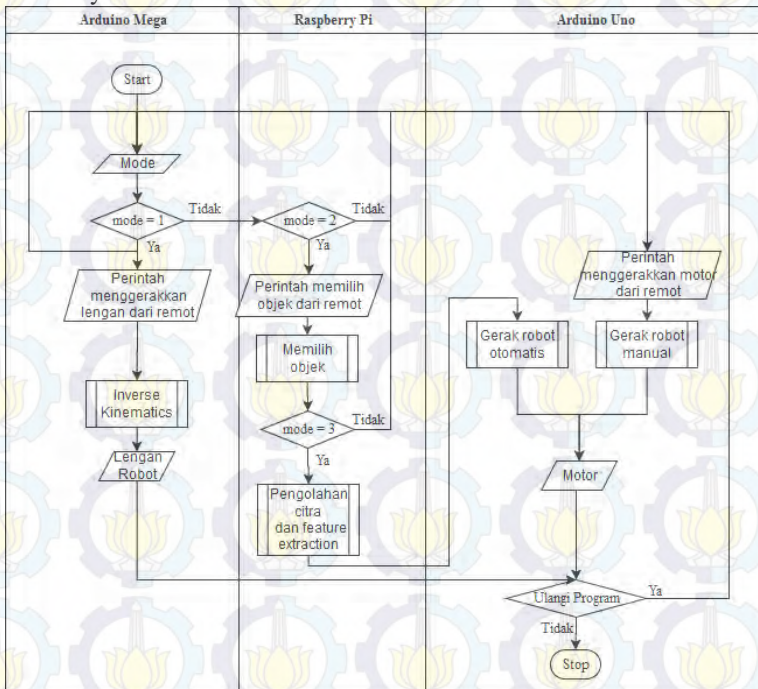 Arduino Mega
Raspberry Pi
Arduino Uno
Start
Mode
mode = 1
Tidak
Ya
Perintah
menggerakkan
lengan dari remot
Inverse
Kinematics
Lengan
Robot
mode = 2
Tidak
Ya
Perintah memilih
objek dari remot
Memilih
objek
mode = 3
Tidak
Ya
Pengolahan
citra
dan feature
extraction
Perintah
menggerakkan motor
dari remot
Gerak robot
otomatis
Gerak robot
manual
Motor
Ulangi Program
Ya
Tidak
Stop